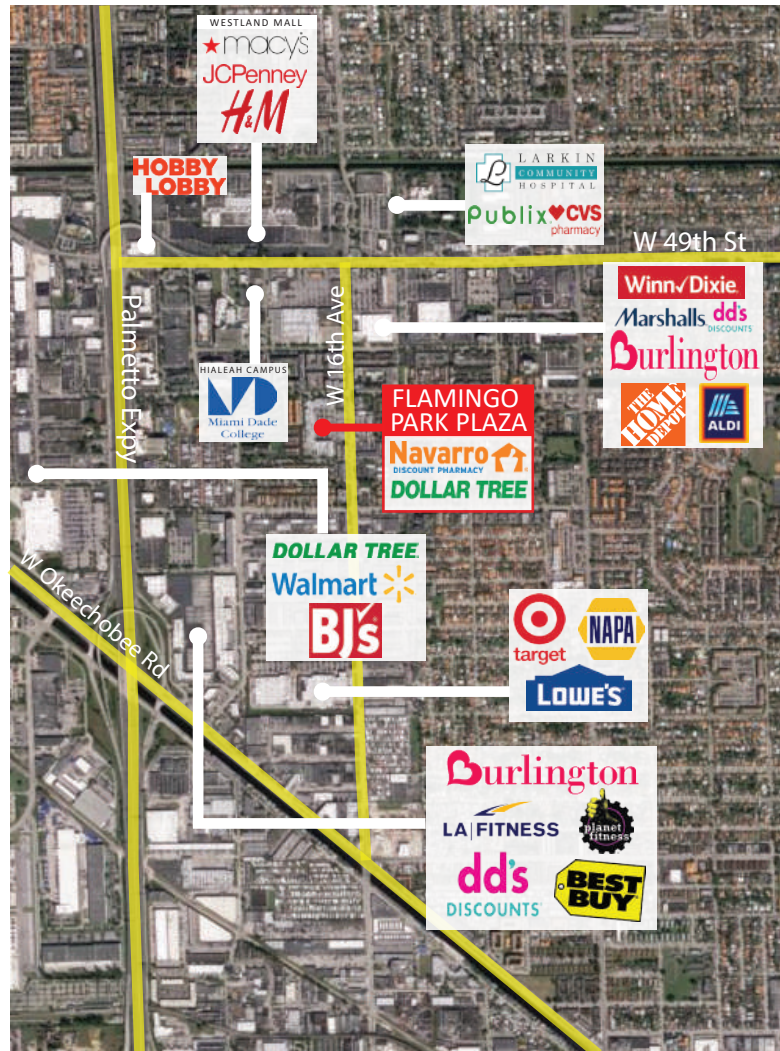 WESTLAND MALL
macy's
JCPenney
H&M
HOBBY
LOBBY
L
LARKIN
COMMUNITY
HOSPITAL
Publix
CVS
pharmacy
W 49th St
Palmetto Expy
W 16th Ave
Winn Dixie
Marshalls
dd's
DISCOUNTS
Burlington
THE
HOME
DEPOT
ALDI
HIALEAH CAMPUS
MD
Miami Dade
College
FLAMINGO
PARK PLAZA
Navarro
DISCOUNT PHARMACY
DOLLAR TREE
W Okeechobee Rd
DOLLAR TREE
Walmart
BJ's
target
NAPA
LOWE'S
Burlington
LA|FITNESS
planet
fitness
dd's
DISCOUNTS
BEST
BUY